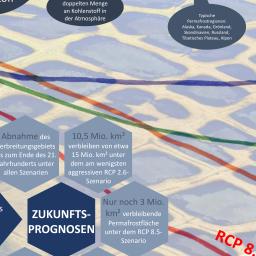 doppelten Menge
an Kohlenstoff in
der Atmosphäre
Typische
Permafrostregionen:
Alaska, Kanada, Grönland,
Skandinavien, Russland,
Tibetisches Plateau, Alpen
Abnahme des
Verbreitungsgebiets
bis zum Ende des 21.
Jahrhunderts unter
allen Szenarien
10,5 Mio. km²
verbleiben von etwa
15 Mio. km² unter
dem am wenigsten
aggressiven RCP 2.6-
Szenario
ZUKUNFTS-
PROGNOSEN
Nur noch 3 Mio.
km² verbleibende
Permafrostfläche
unter dem RCP 8.5-
Szenario
RCP 8.